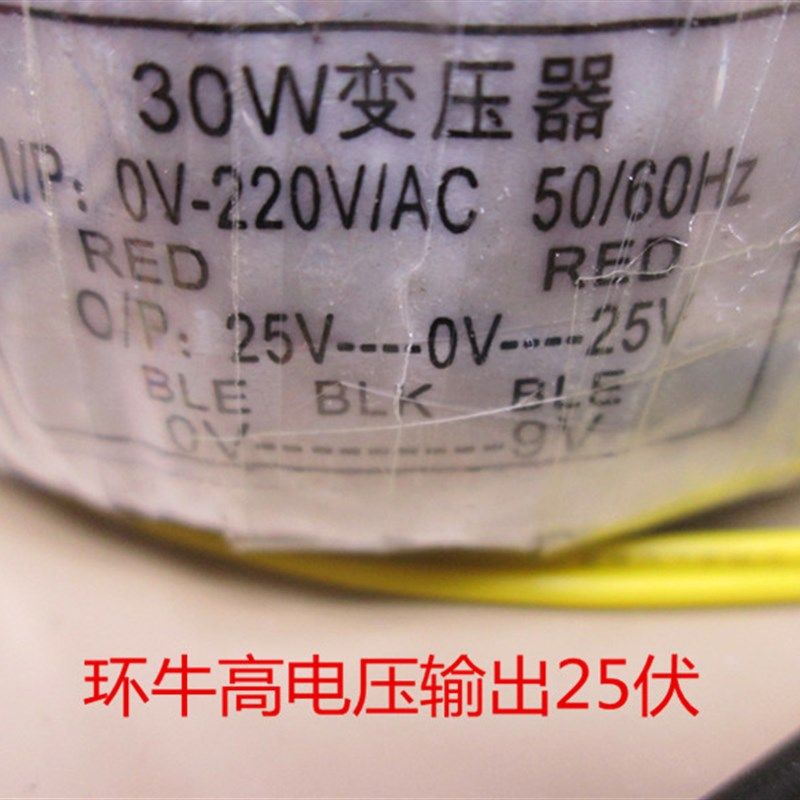 30W变压器
I/P: 0V-220V/AC 50/60Hz
RED RED
O/P: 25V----0V----25V
BLE BLK BLE
0V----------9V
环牛高电压输出25伏